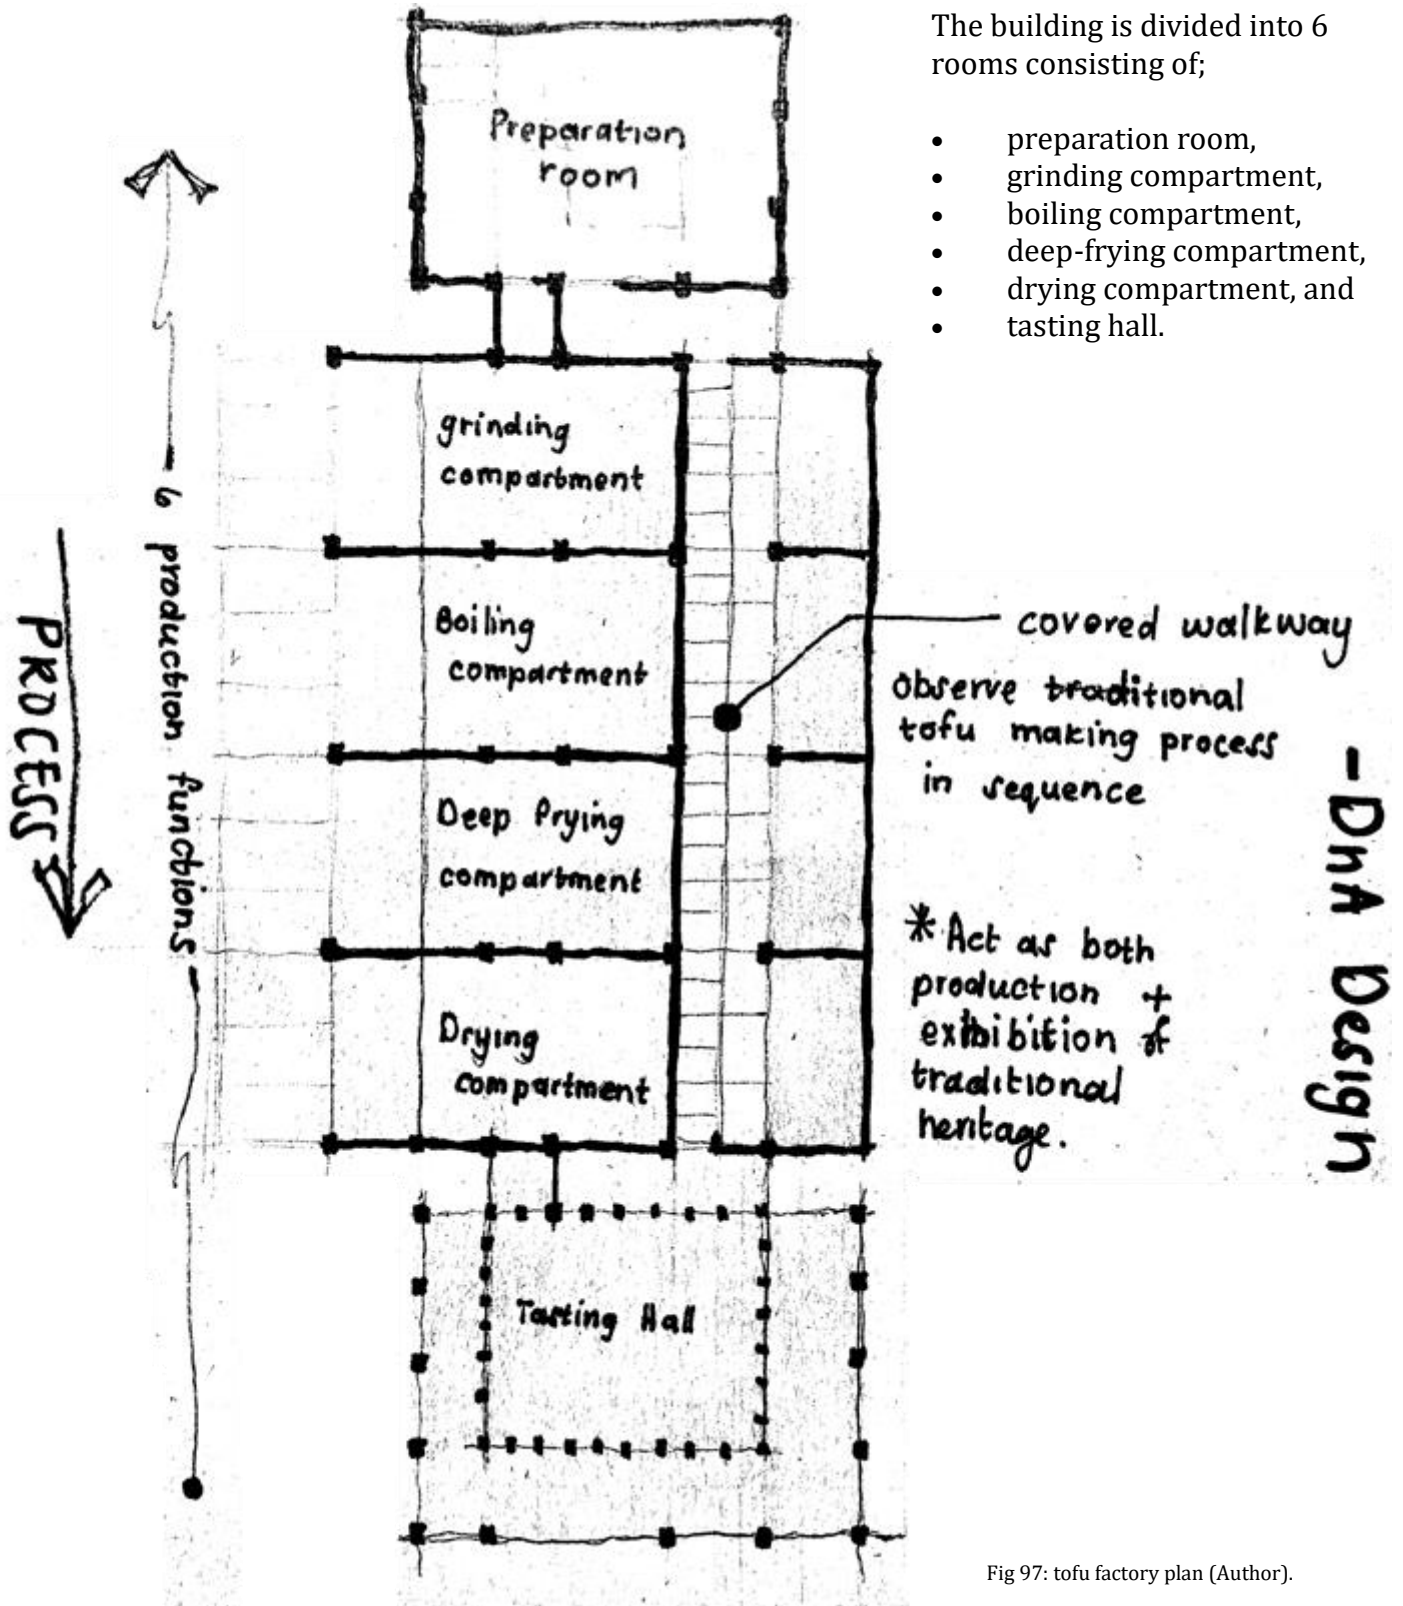 The building is divided into 6
rooms consisting of;
• preparation room,
• grinding compartment,
• boiling compartment,
• deep-frying compartment,
• drying compartment, and
• tasting hall.
Preparation
room
grinding
compartment
Boiling
compartment
Deep frying
compartment
Drying
compartment
Tasting Hall
6 production functions
PROCESS
covered walkway
observe traditional
tofu making process
in sequence
* Act as both
production +
exhibition of
traditional
heritage.
- DnA Design
Fig 97: tofu factory plan (Author).